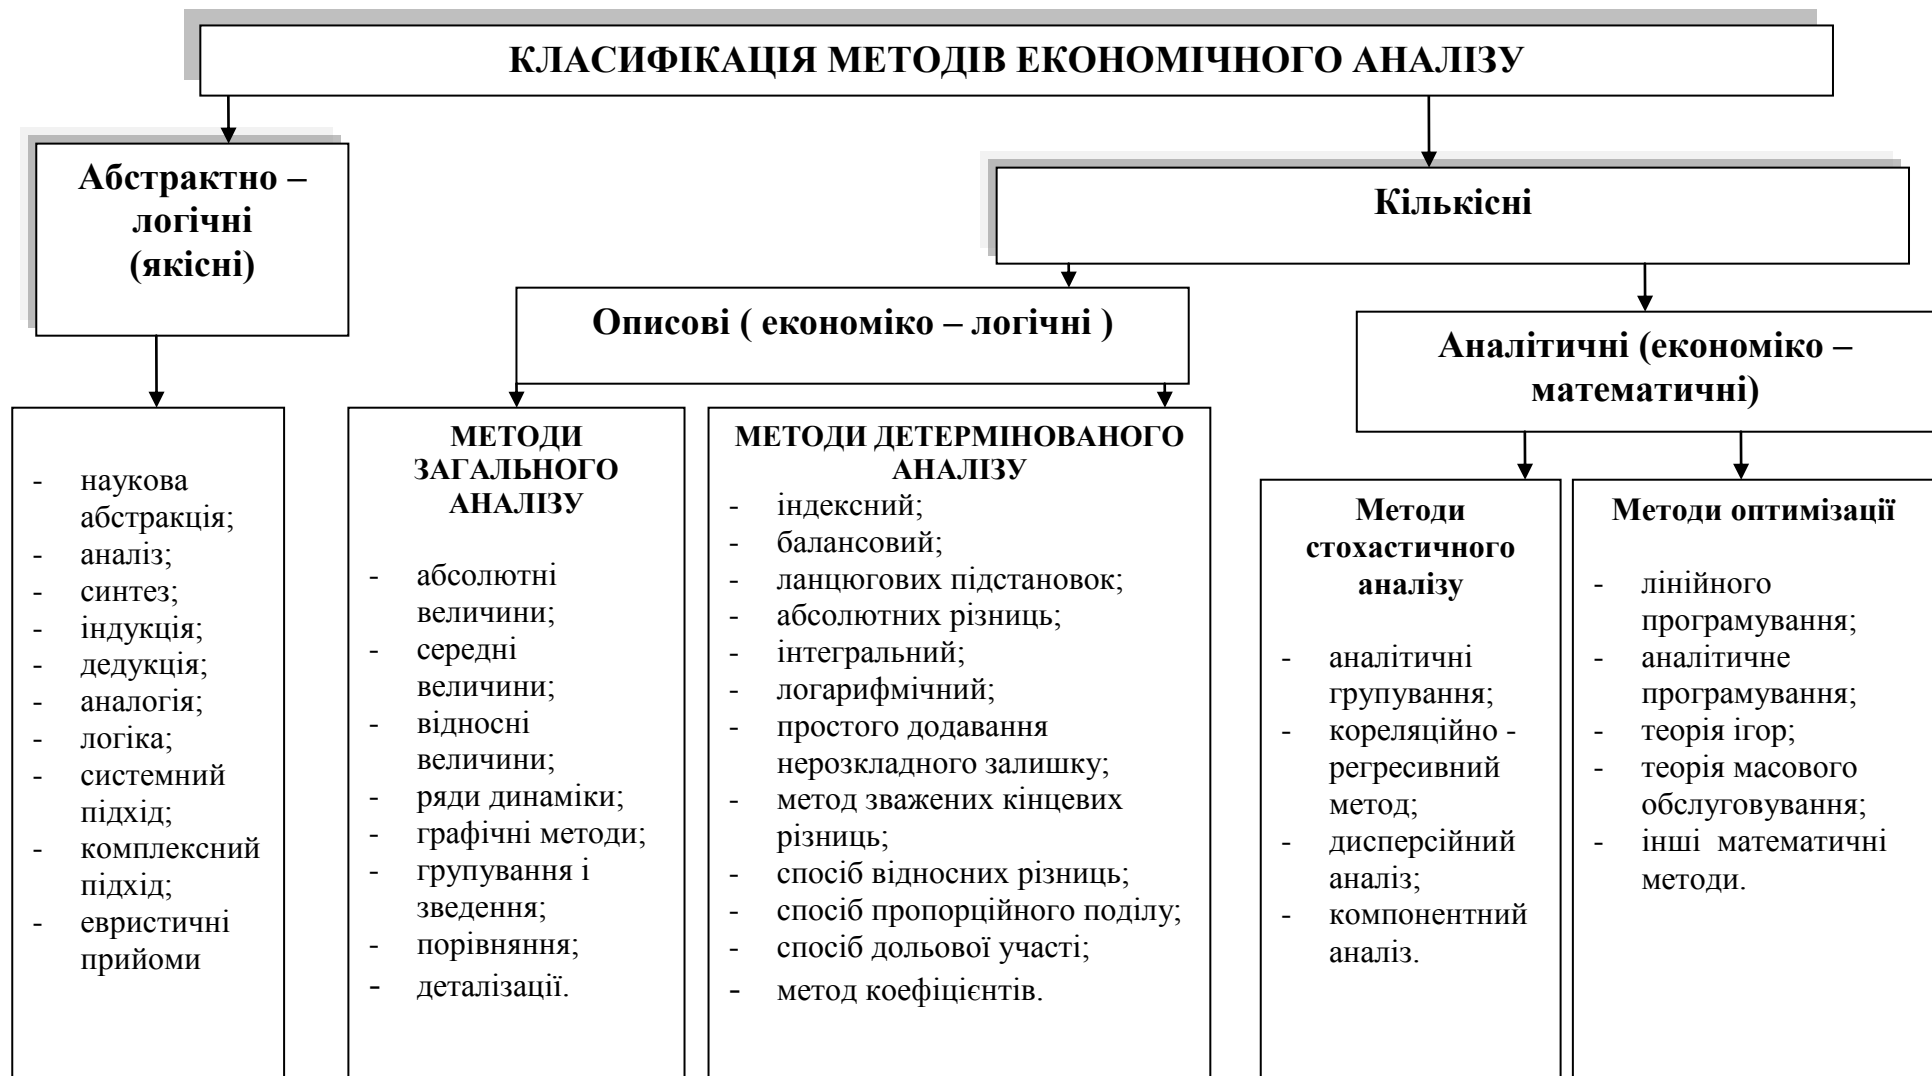 КЛАСИФІКАЦІЯ МЕТОДІВ ЕКОНОМІЧНОГО АНАЛІЗУ
Абстрактно –
логічні
(якісні)
Кількісні
Описові ( економіко – логічні )
Аналітичні (економіко –
математичні)
- наукова
абстракція;
- аналіз;
- синтез;
- індукція;
- дедукція;
- аналогія;
- логіка;
- системний
підхід;
- комплексний
підхід;
- евристичні
прийоми
МЕТОДИ
ЗАГАЛЬНОГО
АНАЛІЗУ
- абсолютні
величини;
- середні
величини;
- відносні
величини;
- ряди динаміки;
- графічні методи;
- групування і
зведення;
- порівняння;
- деталізації.
МЕТОДИ ДЕТЕРМІНОВАНОГО
АНАЛІЗУ
- індексний;
- балансовий;
- ланцюгових підстановок;
- абсолютних різниць;
- інтегральний;
- логарифмічний;
- простого додавання
нерозкладного залишку;
- метод зважених кінцевих
різниць;
- спосіб відносних різниць;
- спосіб пропорційного поділу;
- спосіб дольової участі;
- метод коефіцієнтів.
Методи
стохастичного
аналізу
- аналітичні
групування;
- кореляційно -
регресивний
метод;
- дисперсійний
аналіз;
- компонентний
аналіз.
Методи оптимізації
- лінійного
програмування;
- аналітичне
програмування;
- теорія ігор;
- теорія масового
обслуговування;
- інші математичні
методи.